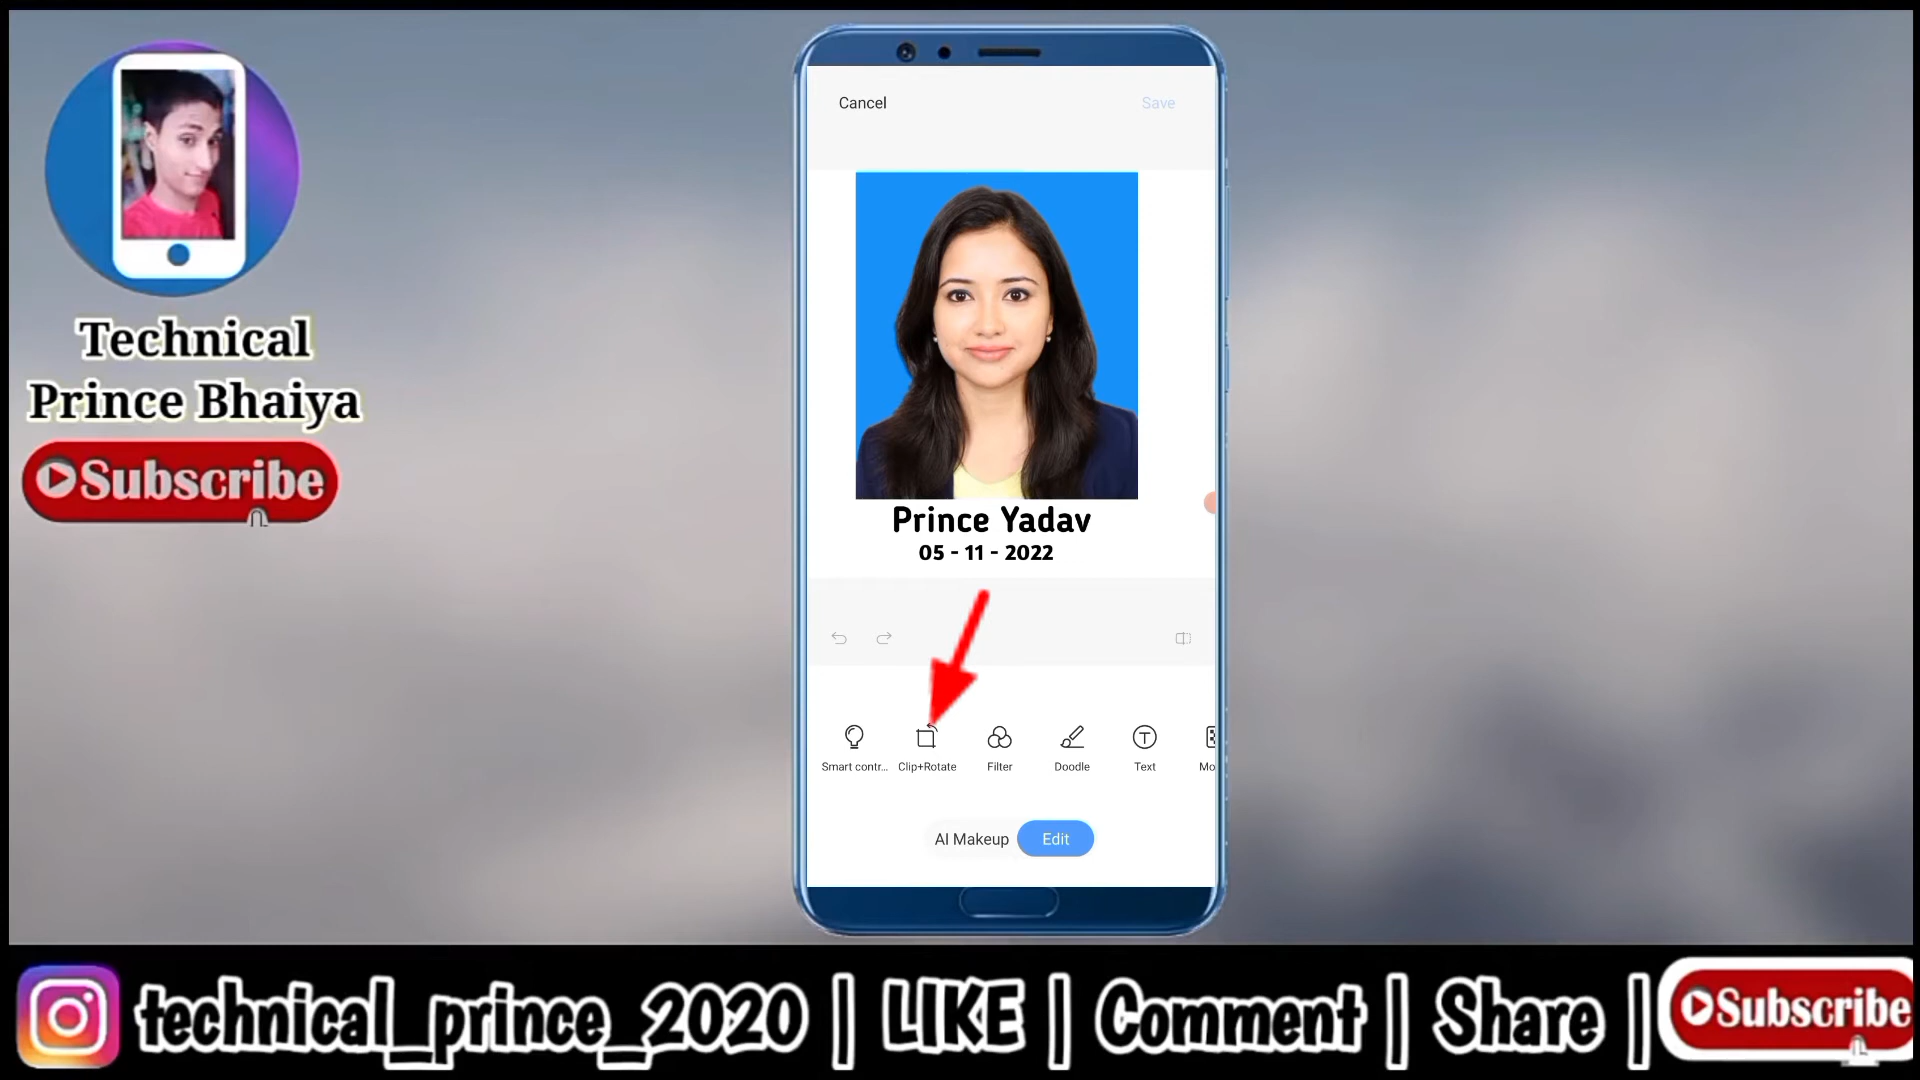 Technical
Prince Bhaiya
Subscribe
Cancel
Save
Prince Yadav
05 - 11 - 2022
Smart contr...
Clip+Rotate
Filter
Doodle
Text
Mo
AI Makeup
Edit
technical_prince_2020 | LIKE | Comment | Share |
Subscribe